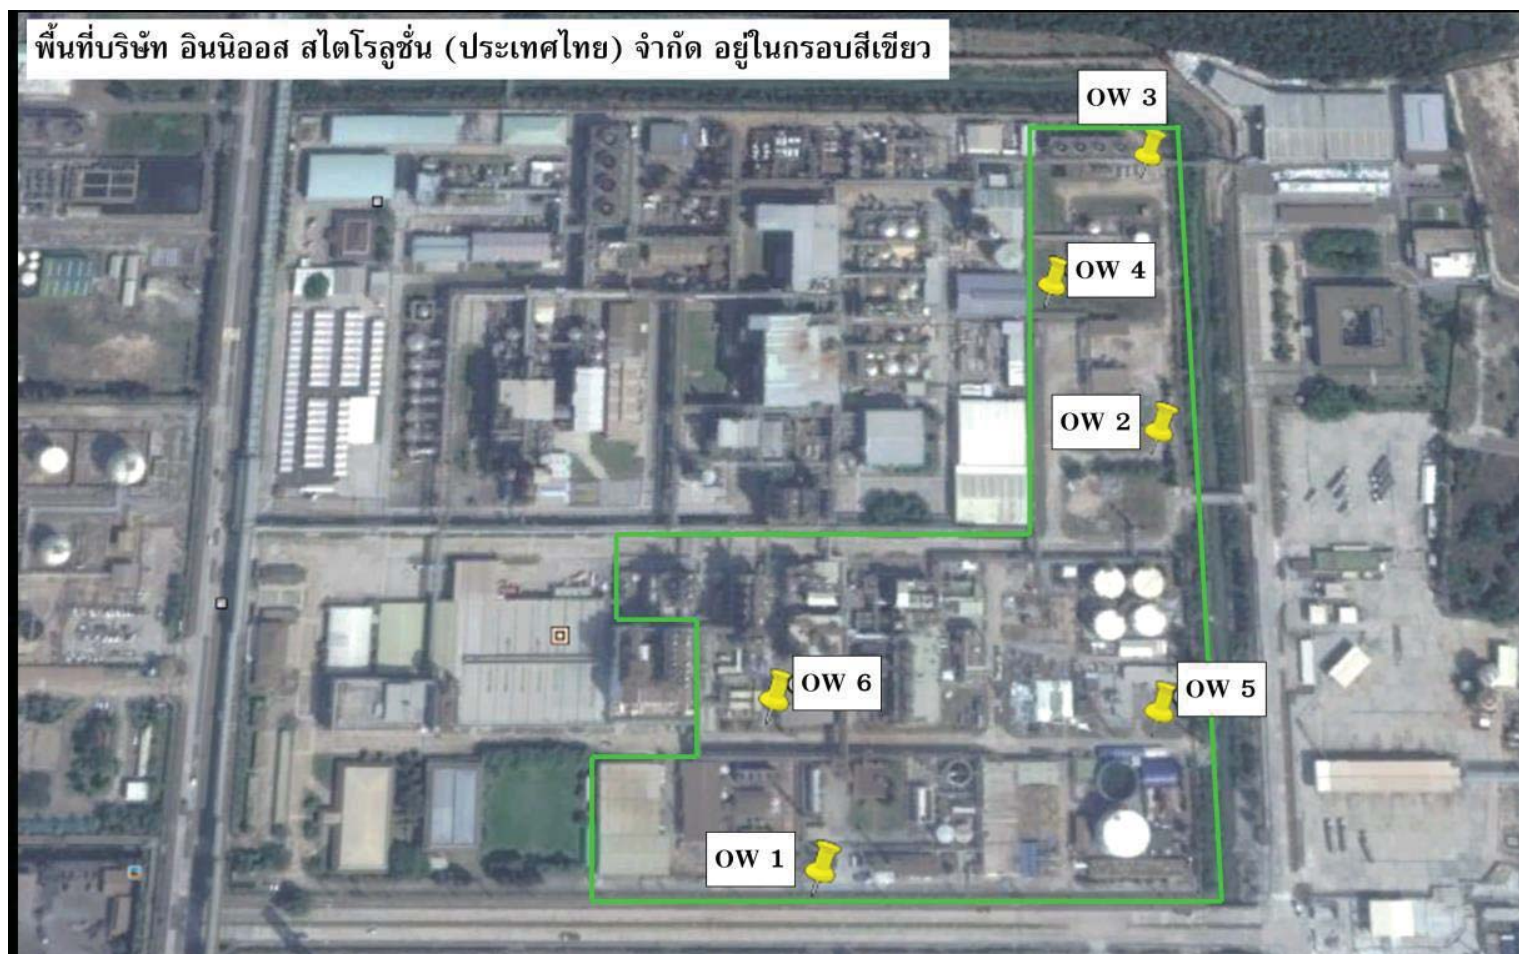 พื้นที่บริษัท อินนิออส สไตโรลูชั่น (ประเทศไทย) จำกัด อยู่ในกรอบสีเขียว
OW 3
OW 4
OW 2
OW 6
OW 5
OW 1